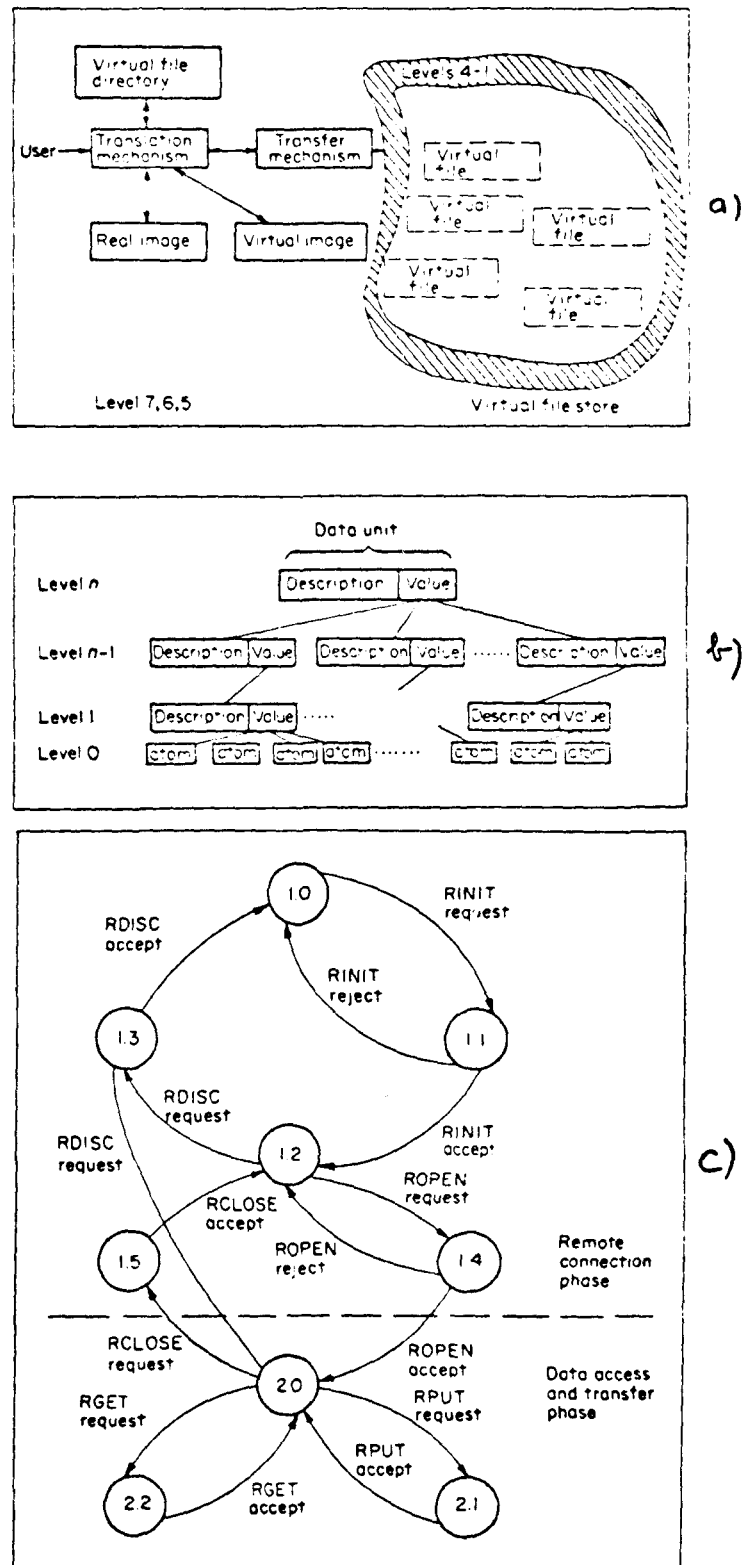 Virtual file
directory
Levels 4-1
User
Translation
mechanism
Transfer
mechanism
Virtual
file
Virtual
file
Virtual
file
Real image
Virtual image
Virtual
file
Virtual
file
Level 7,6,5
Virtual file store
a)
Data unit
Level n
Description Value
Level n-1
Description Value
Description Value
......
Description Value
Level 1
Description Value
.....
Description Value
Level 0
atom atom atom atom
.......
atom atom atom
b)
1.0
RINIT
request
RDISC
accept
RINIT
reject
1.3
1.1
RDISC
request
RDISC
request
1.2
RINIT
accept
ROPEN
request
RCLOSE
accept
ROPEN
reject
1.5
1.4
Remote
connection
phase
RCLOSE
request
ROPEN
accept
2.0
Data access
and transfer
phase
RGET
request
RPUT
request
RPUT
accept
RGET
accept
2.2
2.1
c)